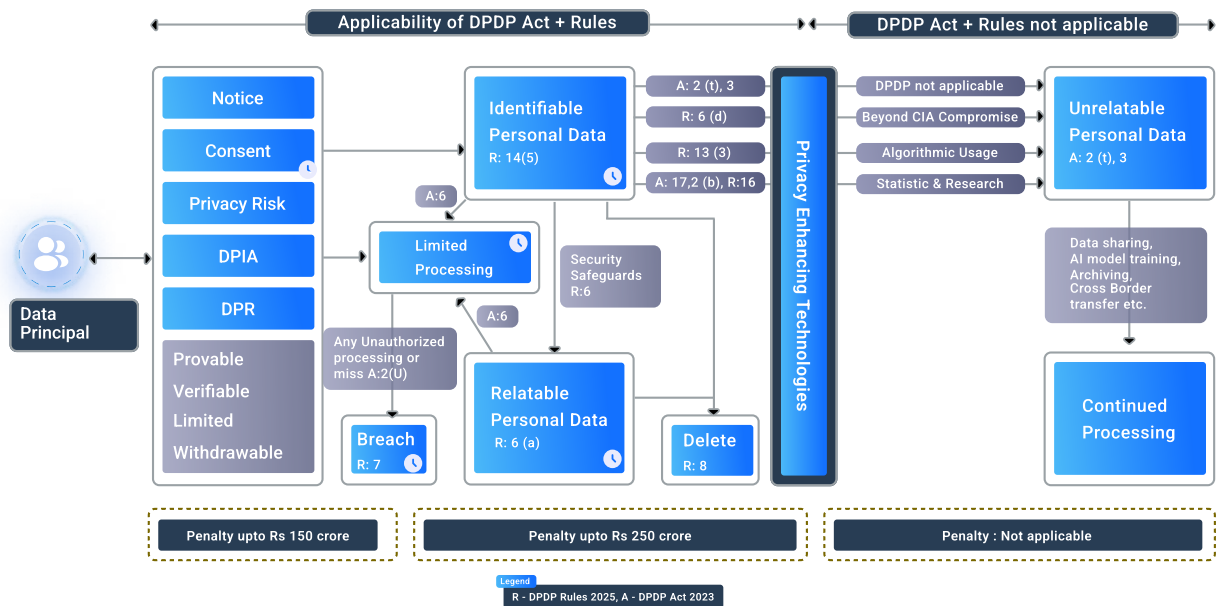 Applicability of DPDP Act + Rules
DPDP Act + Rules not applicable
Data
Principal
Notice
Consent
Privacy Risk
DPIA
DPR
Provable
Verifiable
Limited
Withdrawable
Identifiable
Personal Data
R: 14(5)
A: 2 (t), 3
R: 6 (d)
R: 13 (3)
A: 17,2 (b), R:16
A:6
Limited
Processing
Security
Safeguards
R:6
A:6
Any Unauthorized
processing or
miss A:2(U)
Breach
R: 7
Relatable
Personal Data
R: 6 (a)
Delete
R: 8
Privacy Enhancing Technologies
DPDP not applicable
Beyond CIA Compromise
Algorithmic Usage
Statistic & Research
Unrelatable
Personal Data
A: 2 (t), 3
Data sharing,
AI model training,
Archiving,
Cross Border
transfer etc.
Continued
Processing
Penalty upto Rs 150 crore
Penalty upto Rs 250 crore
Penalty : Not applicable
Legend
R - DPDP Rules 2025, A - DPDP Act 2023